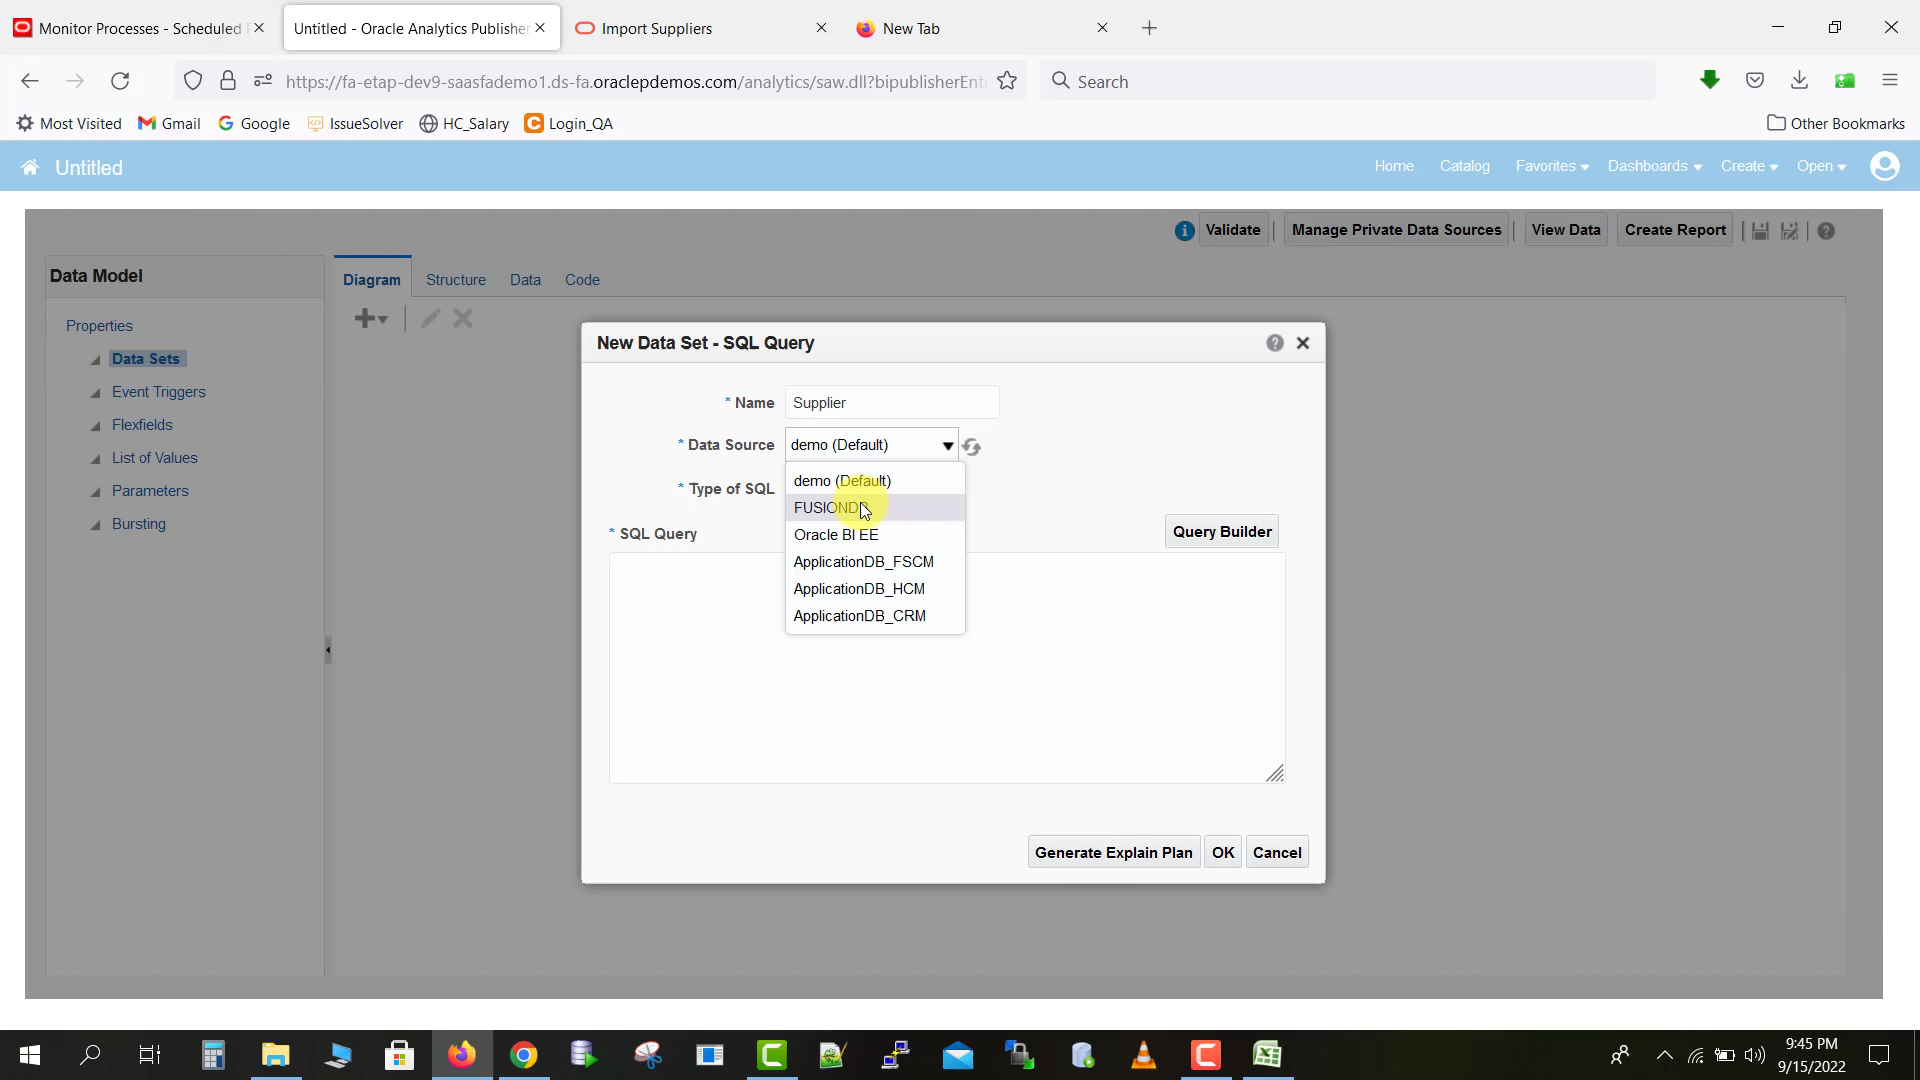 Monitor Processes - Scheduled P
Untitled - Oracle Analytics Publisher
Import Suppliers
New Tab
https://fa-etap-dev9-saasfademo1.ds-fa.oraclepdemos.com/analytics/saw.dll?bipublisherEnt
Search
Most Visited
Gmail
Google
IssueSolver
HC_Salary
Login_QA
Other Bookmarks
Untitled
Home
Catalog
Favorites
Dashboards
Create
Open
Validate
Manage Private Data Sources
View Data
Create Report
Data Model
Diagram
Structure
Data
Code
Properties
Data Sets
Event Triggers
Flexfields
List of Values
Parameters
Bursting
New Data Set - SQL Query
* Name
Supplier
* Data Source
demo (Default)
demo (Default)
* Type of SQL
Oracle BI EE
* SQL Query
Query Builder
ApplicationDB_FSCM
ApplicationDB_HCM
ApplicationDB_CRM
Generate Explain Plan
OK
Cancel
9:45 PM
9/15/2022